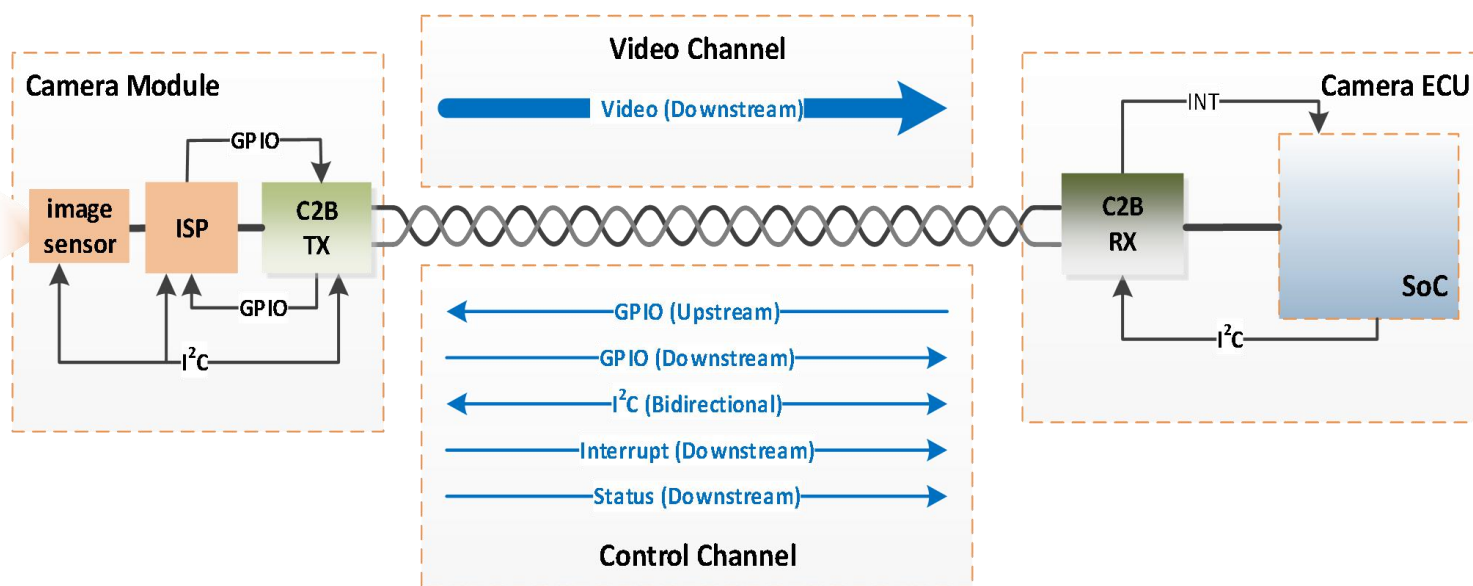 Camera Module
GPIO
image
sensor
ISP
C2B
TX
GPIO
I²C
Video Channel
Video (Downstream)
GPIO (Upstream)
GPIO (Downstream)
I²C (Bidirectional)
Interrupt (Downstream)
Status (Downstream)
Control Channel
Camera ECU
INT
C2B
RX
SoC
I²C